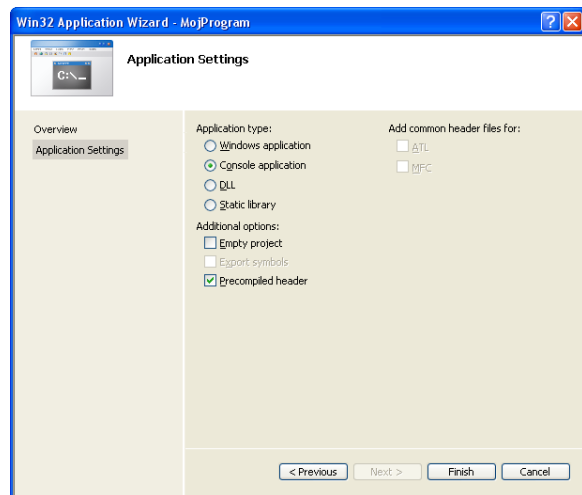 Win32 Application Wizard - MojProgram
C:\_
Application Settings
Overview
Application Settings
Application type:
Windows application
Console application
DLL
Static library
Additional options:
Empty project
Export symbols
Precompiled header
Add common header files for:
ATL
MFC
< Previous
Next >
Finish
Cancel